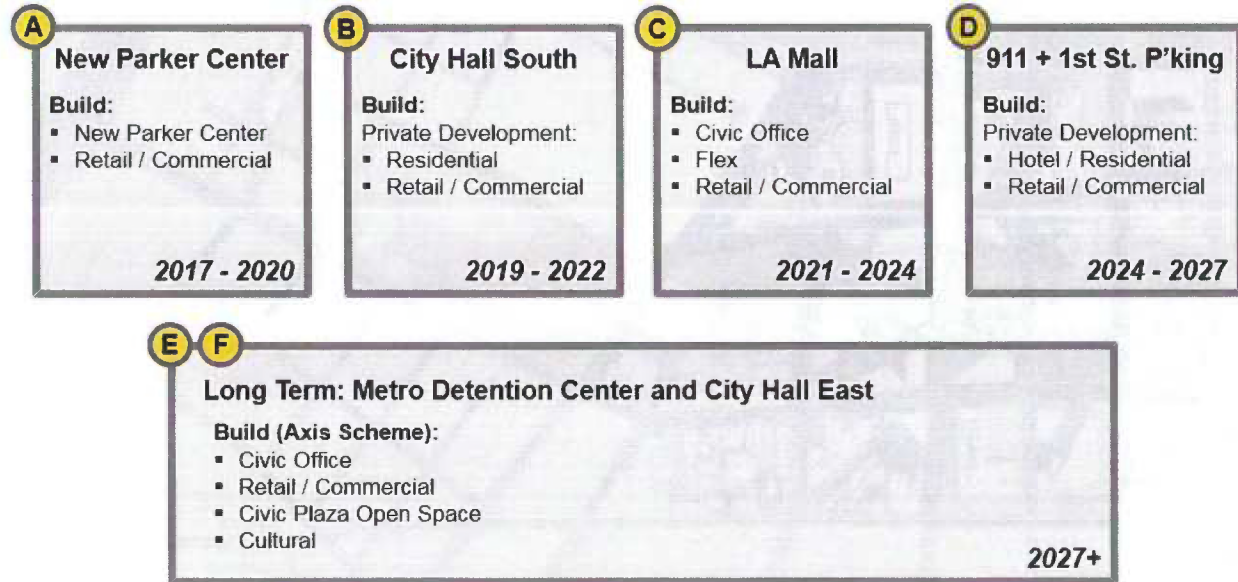 A
New Parker Center
Build:
▪ New Parker Center
▪ Retail / Commercial
2017 - 2020
B
City Hall South
Build:
Private Development:
▪ Residential
▪ Retail / Commercial
2019 - 2022
C
LA Mall
Build:
▪ Civic Office
▪ Flex
▪ Retail / Commercial
2021 - 2024
D
911 + 1st St. P'king
Build:
Private Development:
▪ Hotel / Residential
▪ Retail / Commercial
2024 - 2027
E F
Long Term: Metro Detention Center and City Hall East
Build (Axis Scheme):
▪ Civic Office
▪ Retail / Commercial
▪ Civic Plaza Open Space
▪ Cultural
2027+